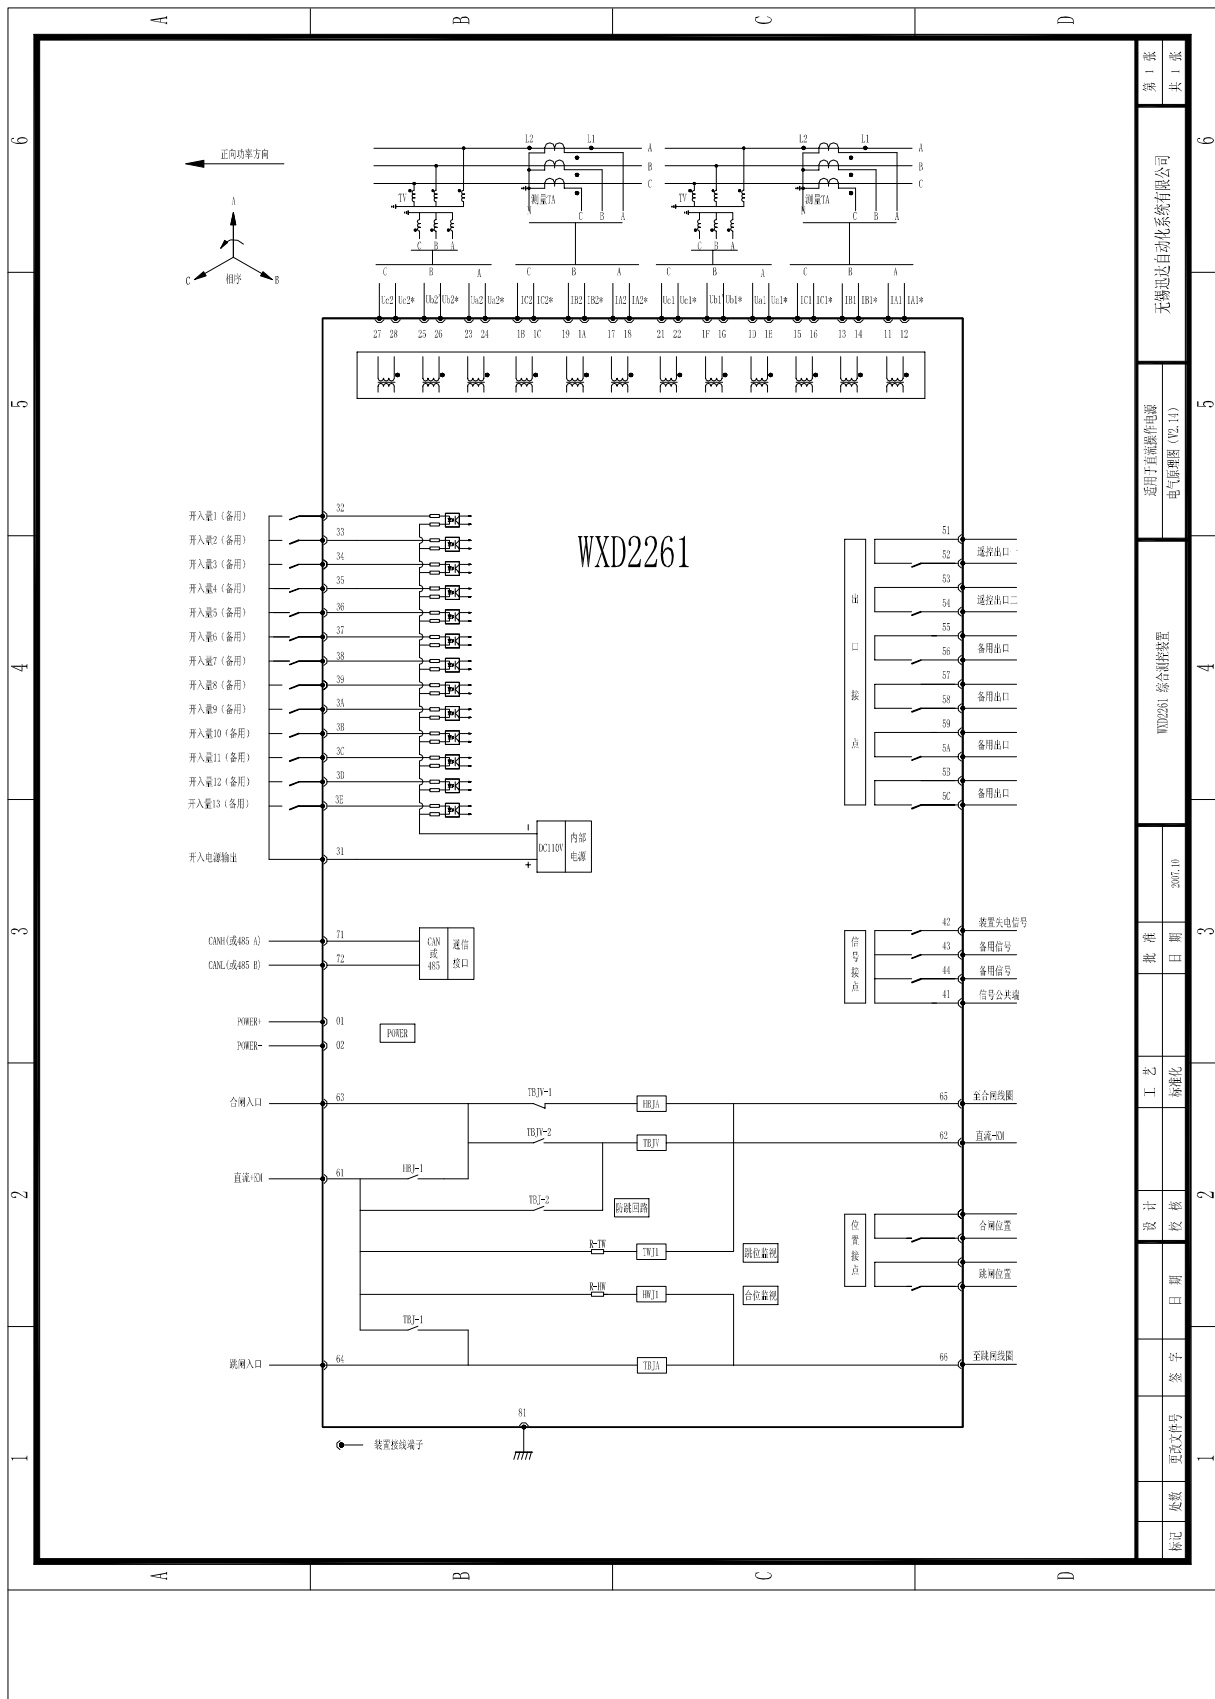 A
B
C
D
6
5
4
3
2
1
正向功率方向
A
C
相序
B
L2
L1
A
B
C
TV
测量TA
N
C
B
A
C
B
A
L2
L1
A
B
C
TV
测量TA
N
C
B
A
C
B
A
C
B
A
C
B
A
C
B
A
C
B
A
Uc2 Uc2* Ub2 Ub2* Ua2 Ua2* IC2 IC2* IB2 IB2* IA2 IA2* Uc1 Uc1* Ub1 Ub1* Ua1 Ua1* IC1 IC1* IB1 IB1* IA1 IA1*
27 28 25 26 23 24 1B 1C 19 1A 17 18 21 22 1F 1G 1D 1E 15 16 13 14 11 12
WXD2261
开入量1(备用) 32
开入量2(备用) 33
开入量3(备用) 34
开入量4(备用) 35
开入量5(备用) 36
开入量6(备用) 37
开入量7(备用) 38
开入量8(备用) 39
开入量9(备用) 3A
开入量10(备用) 3B
开入量11(备用) 3C
开入量12(备用) 3D
开入量13(备用) 3E
开入电源输出 31
-
+
DC110V
内部
电源
CANH(或485 A) 71
CANL(或485 B) 72
CAN
或
485
通信
接口
POWER+ 01
POWER- 02
POWER
合闸入口 63
直流+KM 61
跳闸入口 64
TBJV-1
HBJA
TBJV-2
TBJV
HBJ-1
TBJ-2
防跳回路
R-TW
TWJ1
跳位监视
R-HW
HWJ1
合位监视
TBJ-1
TBJA
81
装置接线端子
出
口
接
点
51
52 遥控出口一
53
54 遥控出口二
55
56 备用出口
57
58 备用出口
59
5A 备用出口
5B
5C 备用出口
信
号
接
点
42 装置失电信号
43 备用信号
44 备用信号
41 信号公共端
65 至合闸线圈
62 直流-KM
位
置
接
点
合闸位置
跳闸位置
66 至跳闸线圈
第 1 张
共 1 张
无锡迅达自动化系统有限公司
适用于直流操作电源
电气原理图(V2.14)
WXD2261 综合测控装置
批 准
日 期
2007.10
工 艺
标准化
设 计
校 核
标记
处数
更改文件号
签 字
日 期
6
5
4
3
2
1
A
B
C
D